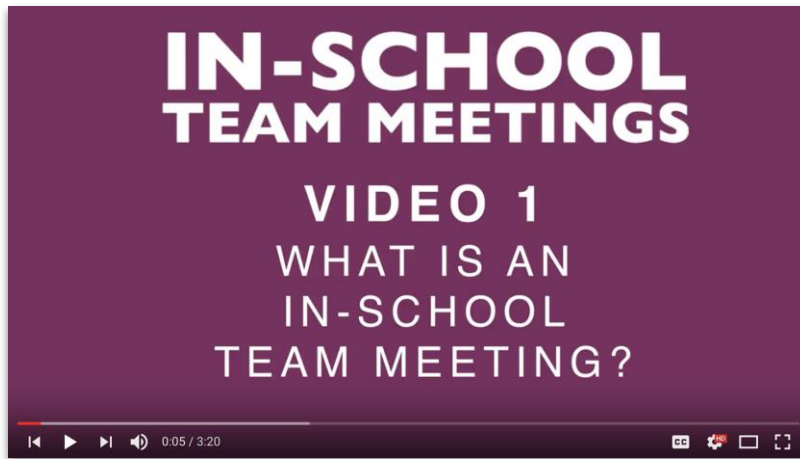 IN-SCHOOL
TEAM MEETINGS
VIDEO 1
WHAT IS AN
IN-SCHOOL
TEAM MEETING?
0:05 / 3:20
CC
HD